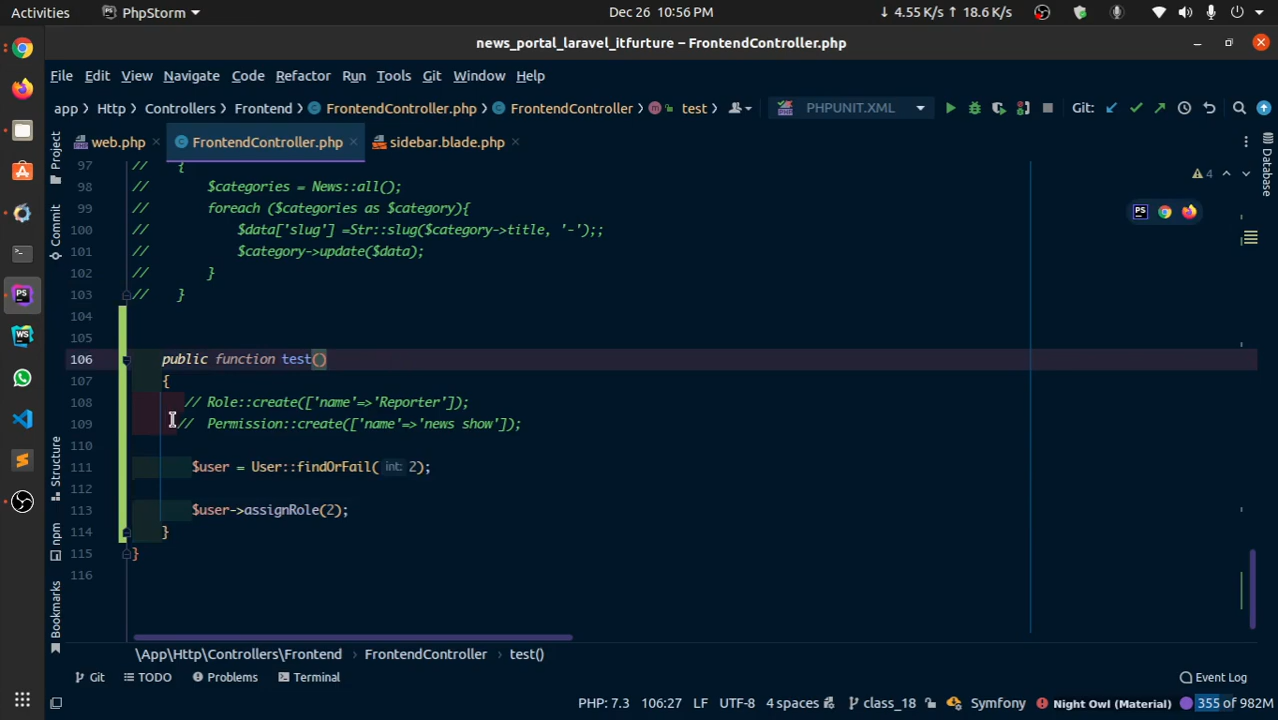 Activities PhpStorm Dec 26 10:56 PM ↓ 4.55 K/s ↑ 18.6 K/s
news_portal_laravel_itfurture – FrontendController.php
File Edit View Navigate Code Refactor Run Tools Git Window Help
app Http Controllers Frontend FrontendController.php FrontendController test PHPUNIT.XML Git:
web.php FrontendController.php sidebar.blade.php
Project
Commit
Structure
npm
Bookmarks
Database
4
97 // {
98 // $categories = News::all();
99 // foreach ($categories as $category){
100 // $data['slug'] =Str::slug($category->title, '-');;
101 // $category->update($data);
102 // }
103 // }
104
105
106 public function test()
107 {
108 // Role::create(['name'=>'Reporter']);
109 // Permission::create(['name'=>'news show']);
110
111 $user = User::findOrFail( int: 2);
112
113 $user->assignRole(2);
114 }
115 }
116
\App\Http\Controllers\Frontend FrontendController test()
Git TODO Problems Terminal Event Log
PHP: 7.3 106:27 LF UTF-8 4 spaces class_18 Symfony Night Owl (Material) 355 of 982M